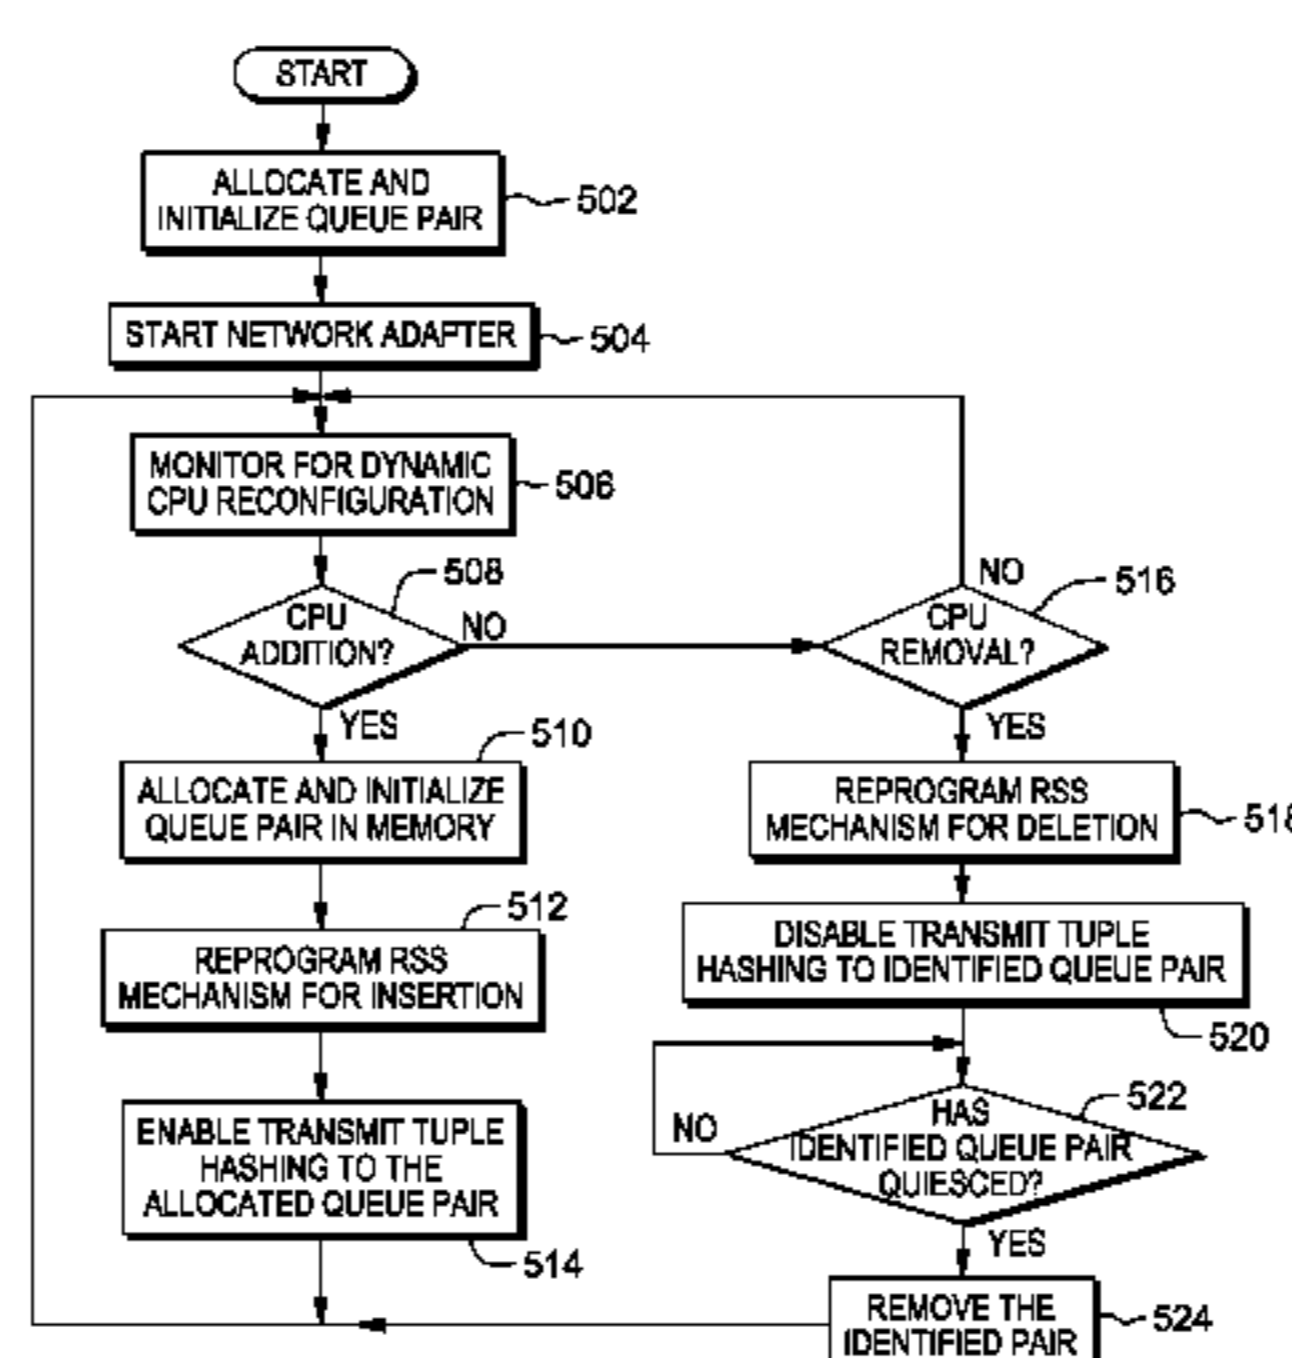 START
ALLOCATE AND
INITIALIZE QUEUE PAIR
502
START NETWORK ADAPTER
504
MONITOR FOR DYNAMIC
CPU RECONFIGURATION
506
508
CPU
ADDITION?
NO
YES
NO
516
CPU
REMOVAL?
YES
510
ALLOCATE AND INITIALIZE
QUEUE PAIR IN MEMORY
REPROGRAM RSS
MECHANISM FOR DELETION
518
512
REPROGRAM RSS
MECHANISM FOR INSERTION
DISABLE TRANSMIT TUPLE
HASHING TO IDENTIFIED QUEUE PAIR
520
ENABLE TRANSMIT TUPLE
HASHING TO THE
ALLOCATED QUEUE PAIR
514
522
HAS
IDENTIFIED QUEUE PAIR
QUIESCED?
NO
YES
REMOVE THE
IDENTIFIED PAIR
524